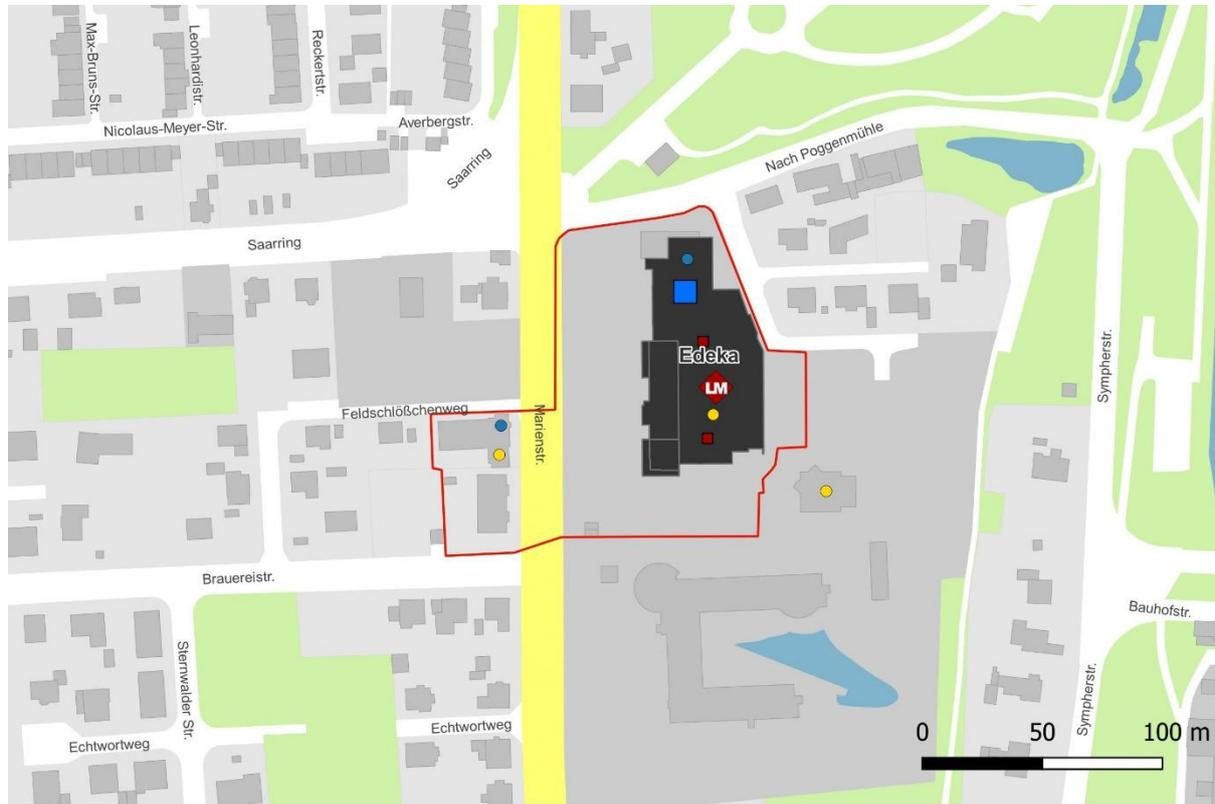 Max-Bruns-Str.
Leonhardistr.
Reckertstr.
Nicolaus-Meyer-Str.
Averbergstr.
Saarring
Nach Poggenmühle
Saarring
Edeka
LM
Feldschlößchenweg
Marienstr.
Sympherstr.
Brauereistr.
Bauhofstr.
Sternwalder Str.
Echtwortweg
Echtwortweg
Sympherstr.
0 50 100 m